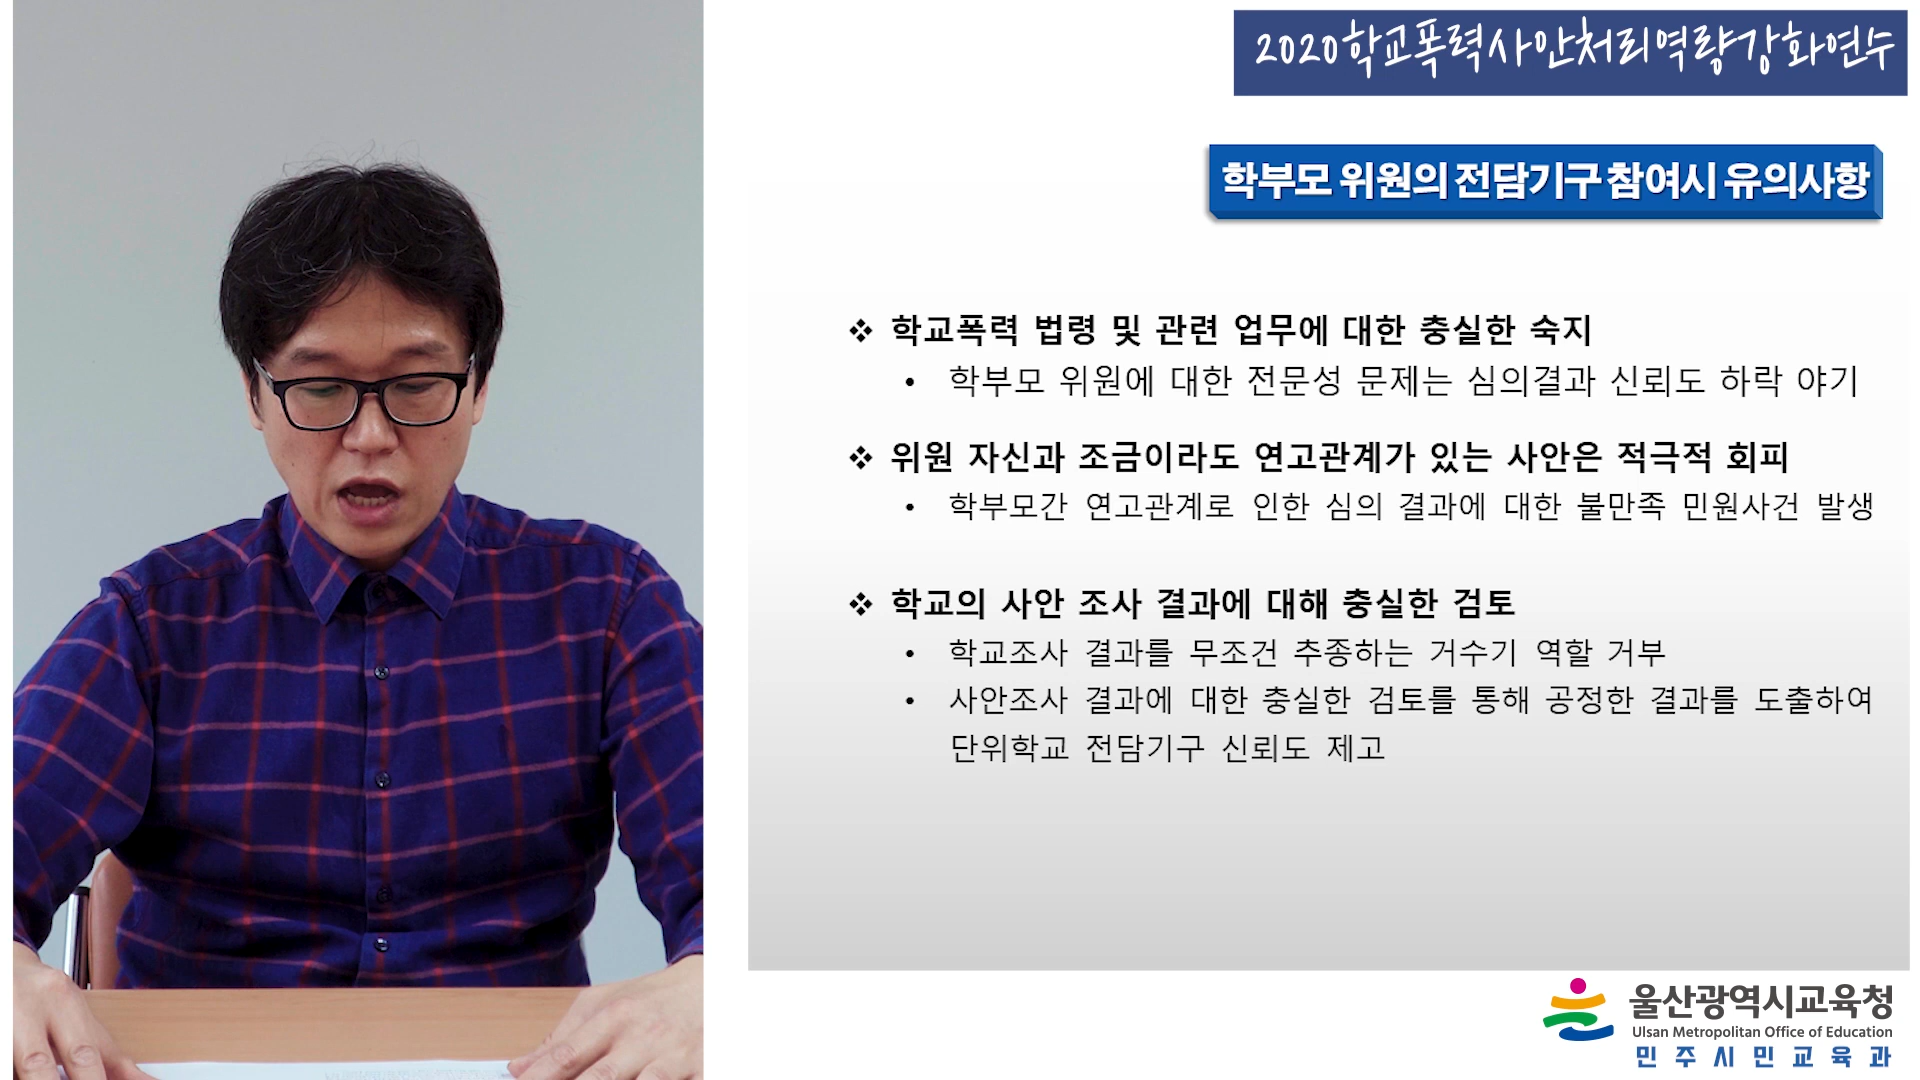 2020학교폭력사안처리역량강화연수
학부모 위원의 전담기구 참여시 유의사항
❖ 학교폭력 법령 및 관련 업무에 대한 충실한 숙지
• 학부모 위원에 대한 전문성 문제는 심의결과 신뢰도 하락 야기
❖ 위원 자신과 조금이라도 연고관계가 있는 사안은 적극적 회피
• 학부모간 연고관계로 인한 심의 결과에 대한 불만족 민원사건 발생
❖ 학교의 사안 조사 결과에 대해 충실한 검토
• 학교조사 결과를 무조건 추종하는 거수기 역할 거부
• 사안조사 결과에 대한 충실한 검토를 통해 공정한 결과를 도출하여
단위학교 전담기구 신뢰도 제고
울산광역시교육청
Ulsan Metropolitan Office of Education
민주시민교육과